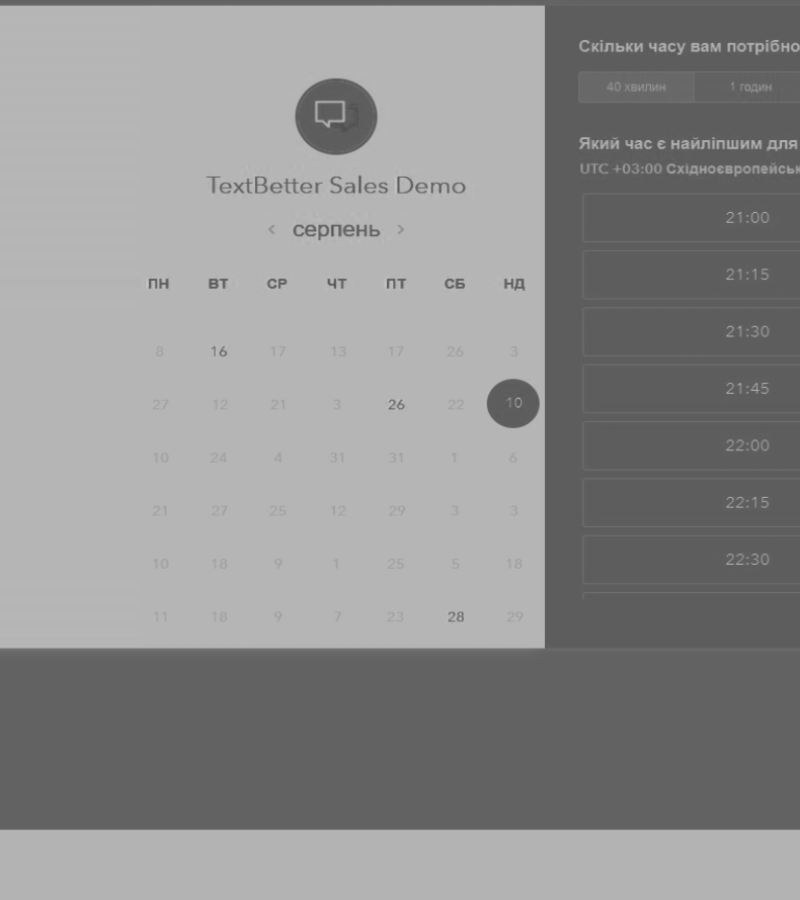 TextBetter Sales Demo
< серпень >
ПН ВТ СР ЧТ ПТ СБ НД
8 16 17 13 17 26 3
27 12 21 3 26 22 10
10 24 4 31 31 1 6
21 27 25 12 29 3 3
10 18 9 1 25 5 18
11 18 9 7 23 28 29
Скільки часу вам потрібно
40 хвилин 1 годин
Який час є найліпшим для
UTC +03:00 Східноєвропейськ
21:00
21:15
21:30
21:45
22:00
22:15
22:30